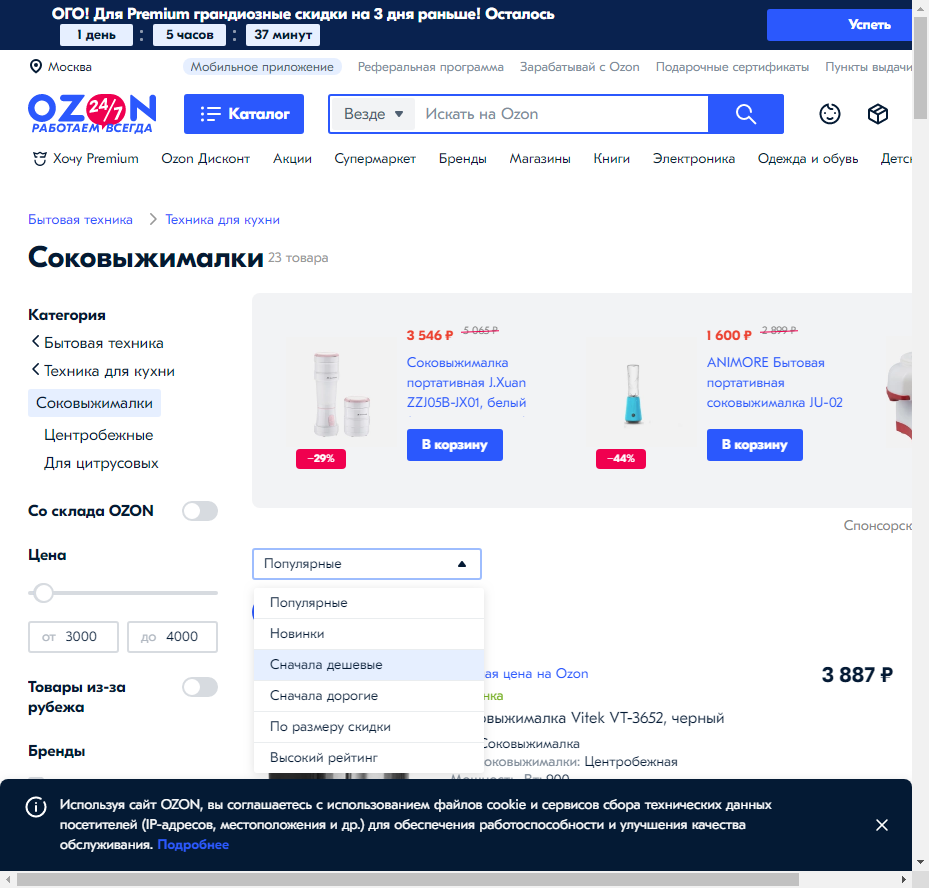 ОГО! Для Premium грандиозные скидки на 3 дня раньше! Осталось
1 день : 5 часов : 37 минут
Успеть
Москва
Мобильное приложение
Реферальная программа
Зарабатывай с Ozon
Подарочные сертификаты
Пункты выдачи
OZON 24/7
РАБОТАЕМ ВСЕГДА
Каталог
Везде
Искать на Ozon
Хочу Premium
Ozon Дисконт
Акции
Супермаркет
Бренды
Магазины
Книги
Электроника
Одежда и обувь
Детс
Бытовая техника
Техника для кухни
Соковыжималки 23 товара
Категория
Бытовая техника
Техника для кухни
Соковыжималки
Центробежные
Для цитрусовых
Со склада OZON
Цена
от 3000
до 4000
Товары из-за
рубежа
Бренды
3 546 ₽ 5 065 ₽
Соковыжималка
портативная J.Xuan
ZZJ05B-JX01, белый
В корзину
−29%
1 600 ₽ 2 899 ₽
ANIMORE Бытовая
портативная
соковыжималка JU-02
В корзину
−44%
Спонсорск
Популярные
Популярные
Новинки
Сначала дешевые
Сначала дорогие
По размеру скидки
Высокий рейтинг
ая цена на Ozon
нка
овыжималка Vitek VT-3652, черный
Соковыжималка
оковыжималки: Центробежная
Мощность, Вт: 900
3 887 ₽
Используя сайт OZON, вы соглашаетесь с использованием файлов cookie и сервисов сбора технических данных
посетителей (IP-адресов, местоположения и др.) для обеспечения работоспособности и улучшения качества
обслуживания. Подробнее